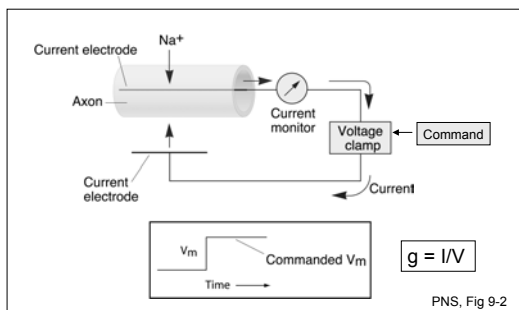 Na+
Current electrode
Axon
Current
monitor
Voltage
clamp
Command
Current
electrode
Current
Vm
Commanded Vm
Time
g = I/V
PNS, Fig 9-2